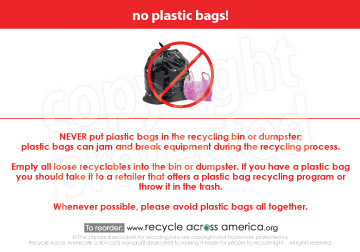 no plastic bags!
NEVER put plastic bags in the recycling bin or dumpster;
plastic bags can jam and break equipment during the recycling process.
Empty all loose recyclables into the bin or dumpster. If you have a plastic bag
you should take it to a retailer that offers a plastic bag recycling program or
throw it in the trash.
Whenever possible, please avoid plastic bags all together.
To reorder: www.recycle across america.org
© The standardized labels for recycling bins are copyright and trademark protected by
Recycle Across America®, a 501(c)(3) non-profit dedicated to making it easier for people to recycle right. All rights reserved.
copyright